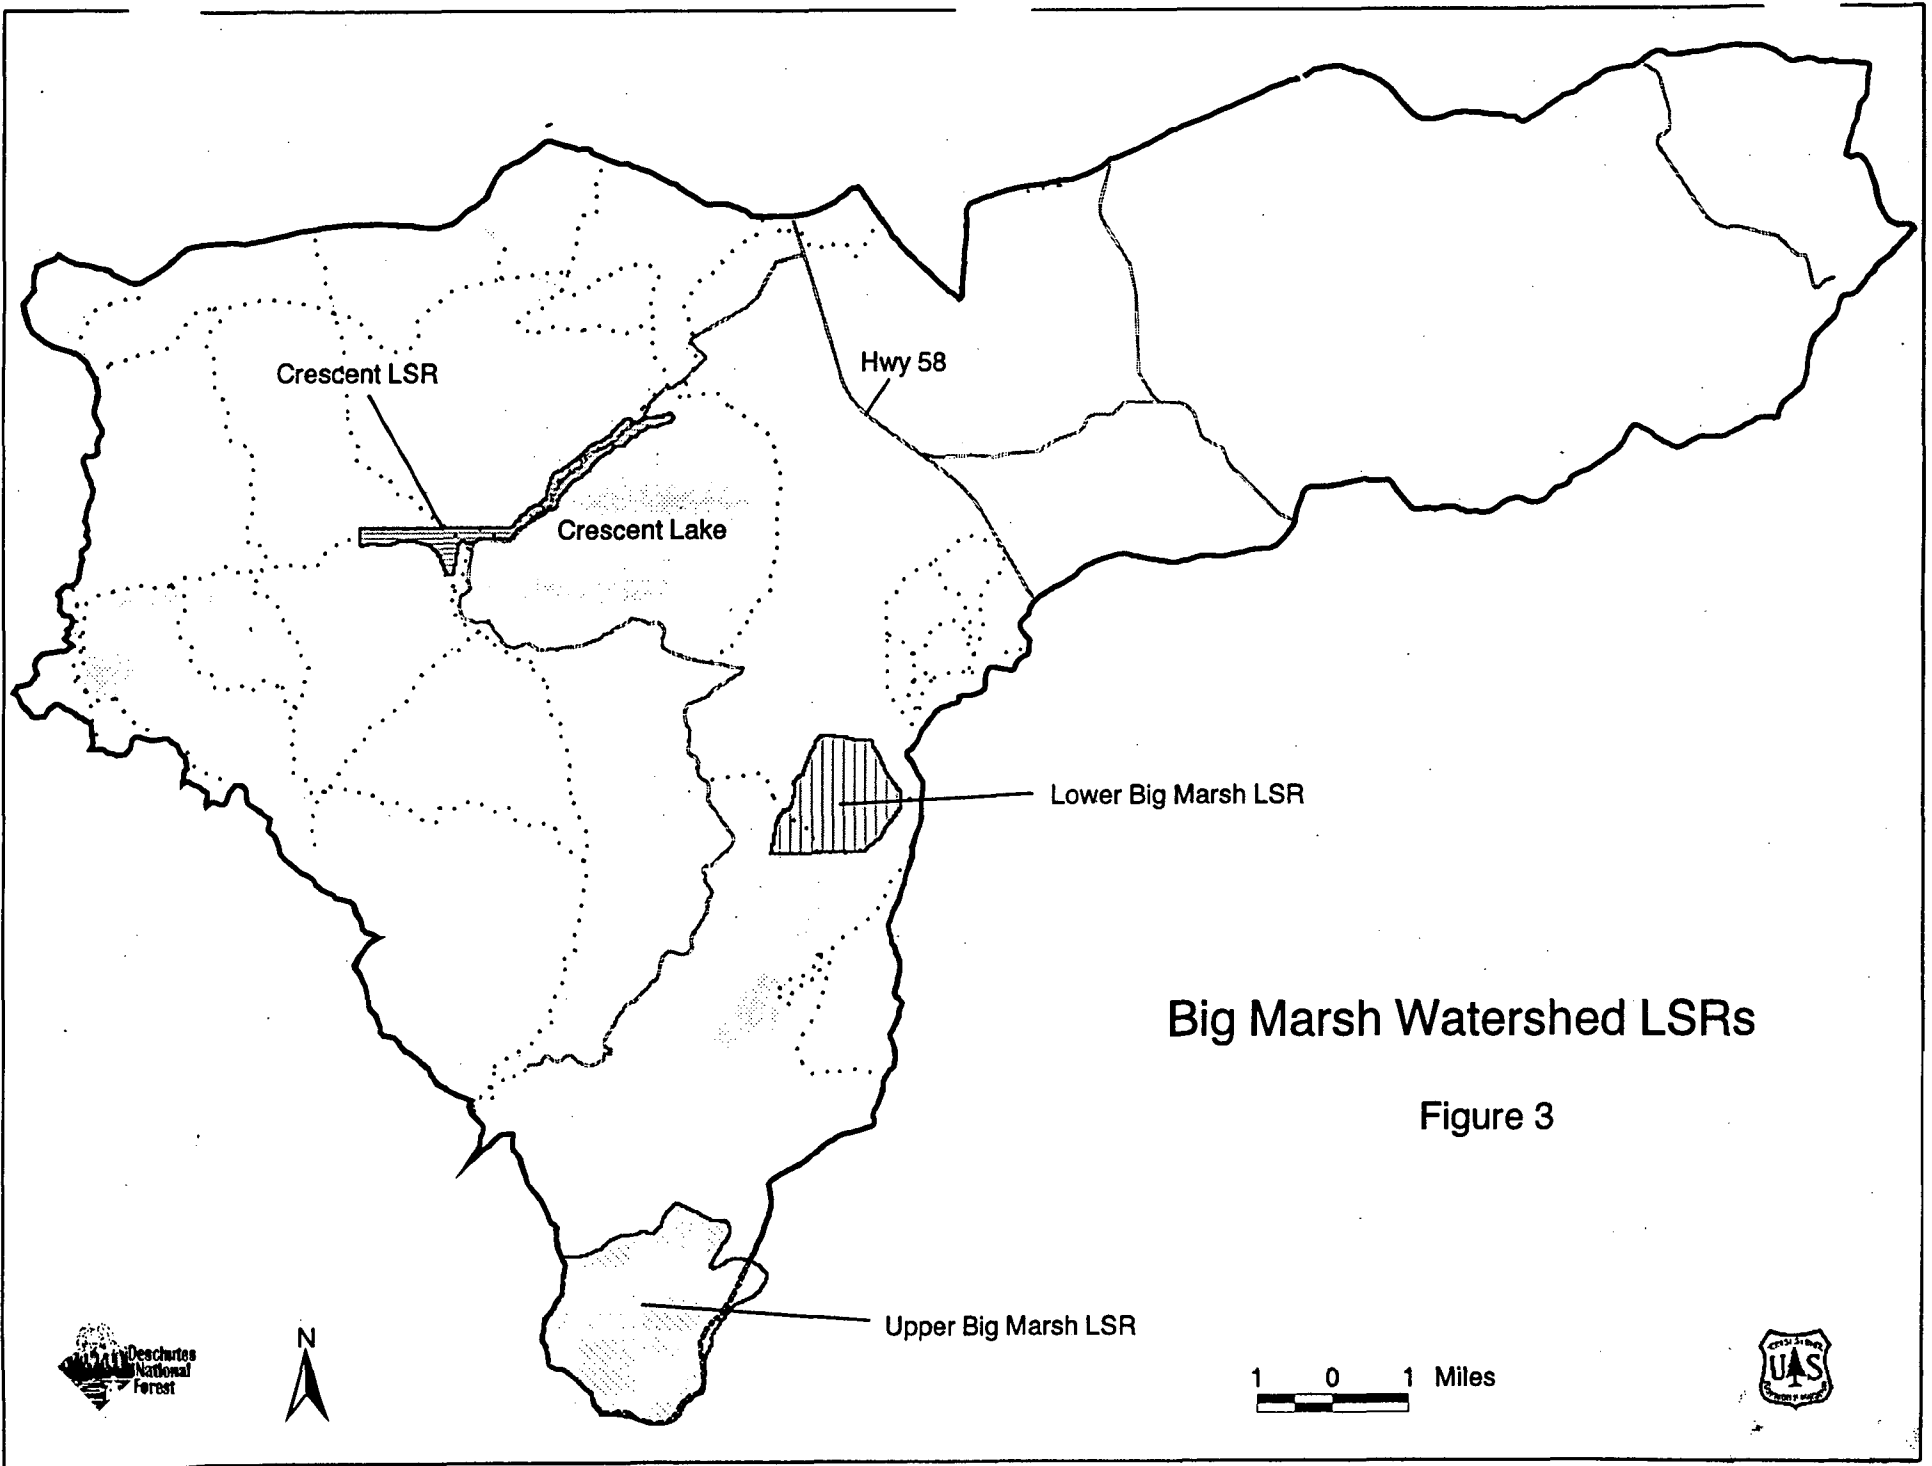 Crescent LSR
Hwy 58
Crescent Lake
Lower Big Marsh LSR
Big Marsh Watershed LSRs
Figure 3
Upper Big Marsh LSR
Deschutes
National
Forest
N
1 0 1 Miles
US